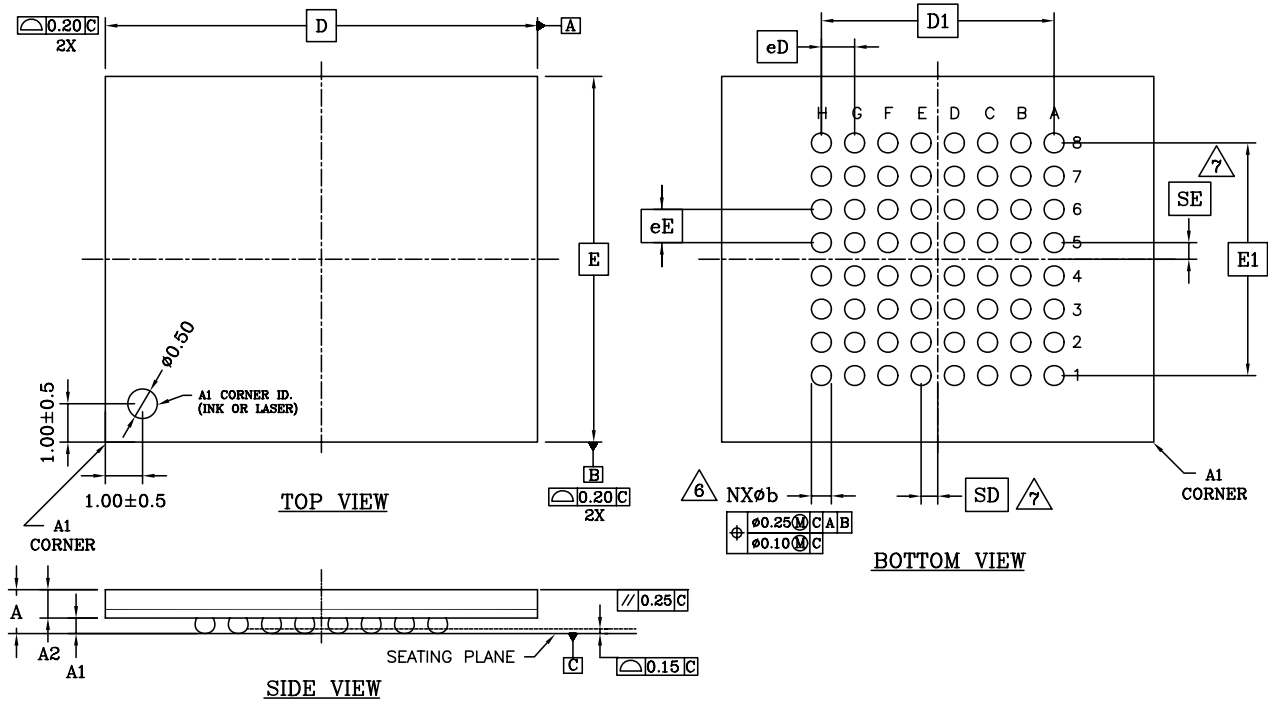 ⌓ 0.20 C
2X
D
A
E
ø0.50
A1 CORNER ID.
(INK OR LASER)
1.00±0.5
1.00±0.5
B
⌓ 0.20 C
2X
TOP VIEW
A1
CORNER
D1
eD
H G F E D C B A
8
7
6
5
4
3
2
1
7
SE
eE
E1
6 NXøb
SD 7
⌖ ø0.25Ⓜ C A B
ø0.10Ⓜ C
A1
CORNER
BOTTOM VIEW
A
A2
A1
// 0.25 C
SEATING PLANE
C
⌓ 0.15 C
SIDE VIEW